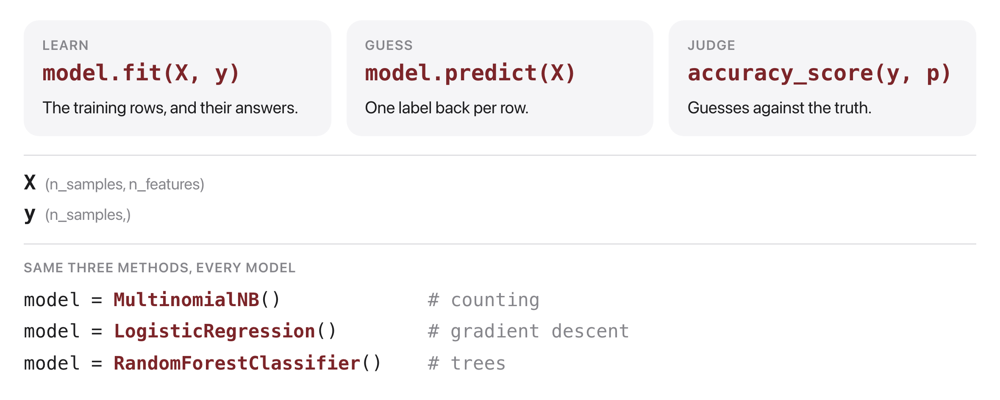 LEARN
model.fit(X, y)
The training rows, and their answers.
GUESS
model.predict(X)
One label back per row.
JUDGE
accuracy_score(y, p)
Guesses against the truth.
X (n_samples, n_features)
y (n_samples,)
SAME THREE METHODS, EVERY MODEL
model = MultinomialNB() # counting
model = LogisticRegression() # gradient descent
model = RandomForestClassifier() # trees